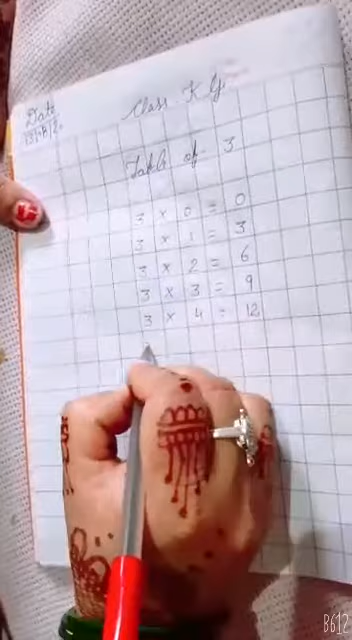 Class K G
Date
Table of 3
3 x 0 = 0
3 x 1 = 3
3 x 2 = 6
3 x 3 = 9
3 x 4 = 12
B612